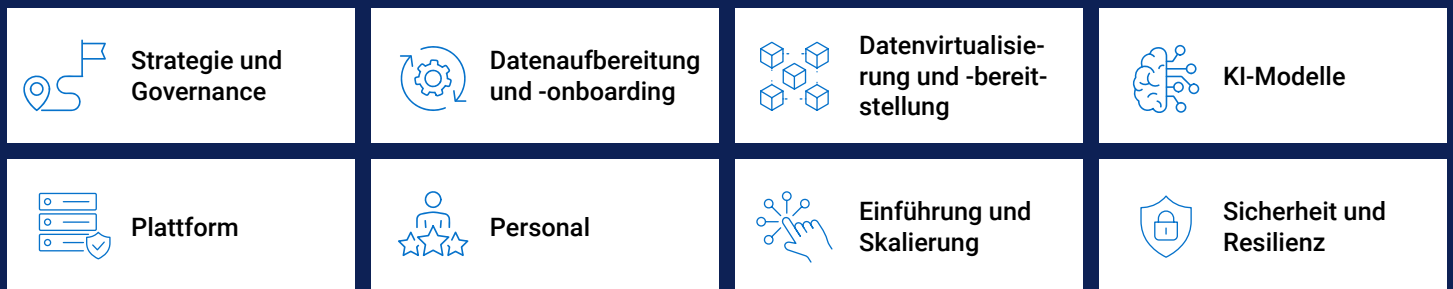 Strategie und
Governance
Datenaufbereitung
und -onboarding
Datenvirtualisie-
rung und -bereit-
stellung
KI-Modelle
Plattform
Personal
Einführung und
Skalierung
Sicherheit und
Resilienz